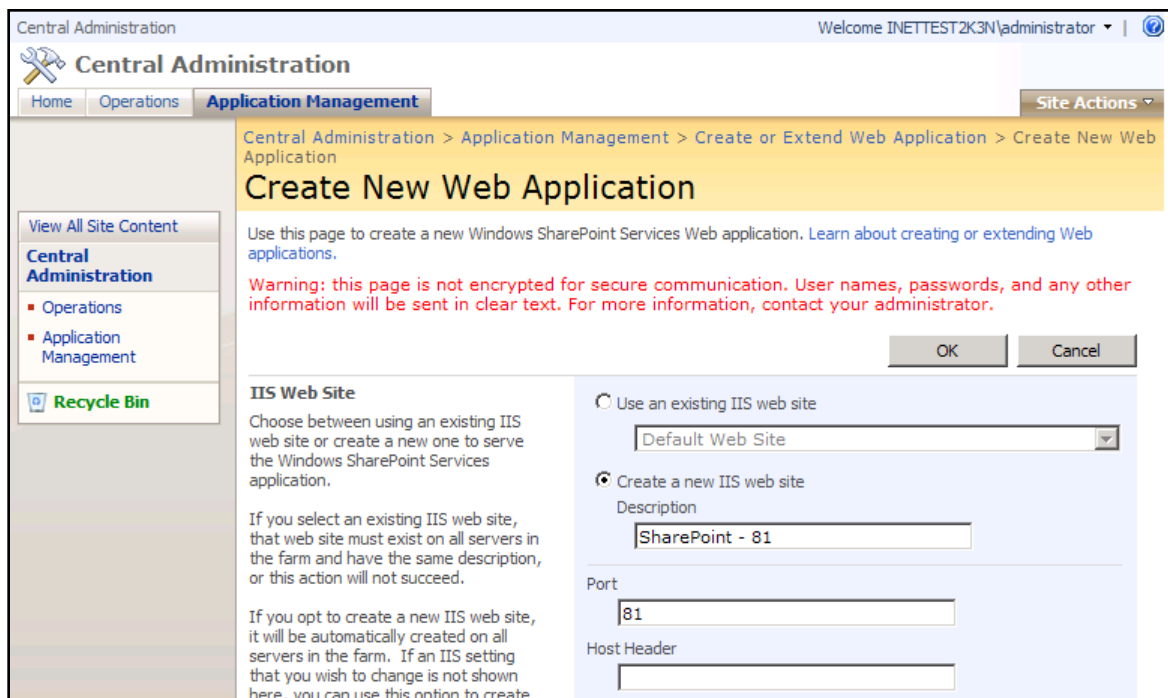 Central Administration
Welcome INETTEST2K3N\administrator
|
Central Administration
Home
Operations
Application Management
Site Actions
Central Administration > Application Management > Create or Extend Web Application > Create New Web
Application
Create New Web Application
View All Site Content
Central
Administration
Operations
Application
Management
Recycle Bin
Use this page to create a new Windows SharePoint Services Web application. Learn about creating or extending Web
applications.
Warning: this page is not encrypted for secure communication. User names, passwords, and any other
information will be sent in clear text. For more information, contact your administrator.
OK
Cancel
IIS Web Site
Choose between using an existing IIS
web site or create a new one to serve
the Windows SharePoint Services
application.
If you select an existing IIS web site,
that web site must exist on all servers in
the farm and have the same description,
or this action will not succeed.
If you opt to create a new IIS web site,
it will be automatically created on all
servers in the farm. If an IIS setting
that you wish to change is not shown
here, you can use this option to create
Use an existing IIS web site
Default Web Site
Create a new IIS web site
Description
SharePoint - 81
Port
81
Host Header